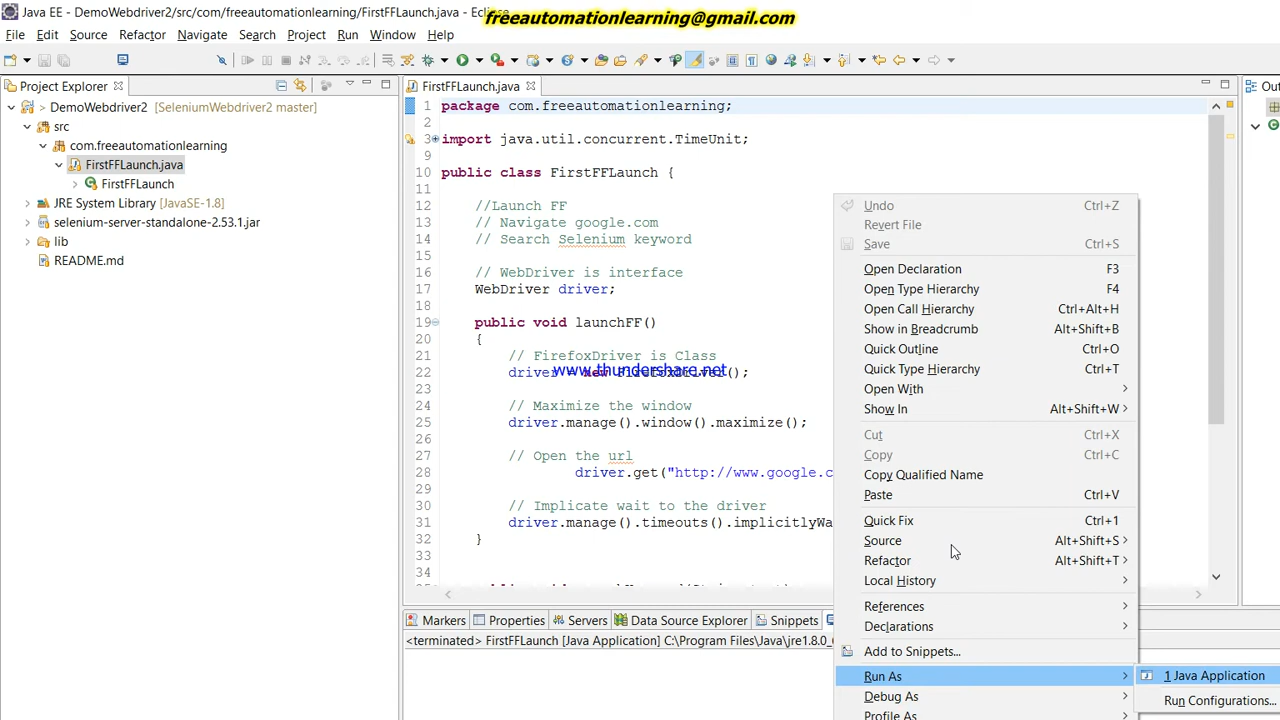 Java EE - DemoWebdriver2/src/com/freeautomationlearning/FirstFFLaunch.java - Eclipse
freeautomationlearning@gmail.com
File Edit Source Refactor Navigate Search Project Run Window Help
Project Explorer
FirstFFLaunch.java
Out
DemoWebdriver2 [SeleniumWebdriver2 master]
src
com.freeautomationlearning
FirstFFLaunch.java
FirstFFLaunch
JRE System Library [JavaSE-1.8]
selenium-server-standalone-2.53.1.jar
lib
README.md
1 package com.freeautomationlearning;
2
3 import java.util.concurrent.TimeUnit;
9
10 public class FirstFFLaunch {
11
12 //Launch FF
13 // Navigate google.com
14 // Search Selenium keyword
15
16 // WebDriver is interface
17 WebDriver driver;
18
19 public void launchFF()
20 {
21 // FirefoxDriver is Class
22 driver = new FirefoxDriver();
www.thundershare.net
23
24 // Maximize the window
25 driver.manage().window().maximize();
26
27 // Open the url
28 driver.get("http://www.google.c
29
30 // Implicate wait to the driver
31 driver.manage().timeouts().implicitlyWa
32 }
33
34
Undo Ctrl+Z
Revert File
Save Ctrl+S
Open Declaration F3
Open Type Hierarchy F4
Open Call Hierarchy Ctrl+Alt+H
Show in Breadcrumb Alt+Shift+B
Quick Outline Ctrl+O
Quick Type Hierarchy Ctrl+T
Open With
Show In Alt+Shift+W
Cut Ctrl+X
Copy Ctrl+C
Copy Qualified Name
Paste Ctrl+V
Quick Fix Ctrl+1
Source Alt+Shift+S
Refactor Alt+Shift+T
Local History
References
Declarations
Add to Snippets...
Run As
Debug As
Profile As
1 Java Application
Run Configurations...
Markers Properties Servers Data Source Explorer Snippets
<terminated> FirstFFLaunch [Java Application] C:\Program Files\Java\jre1.8.0_